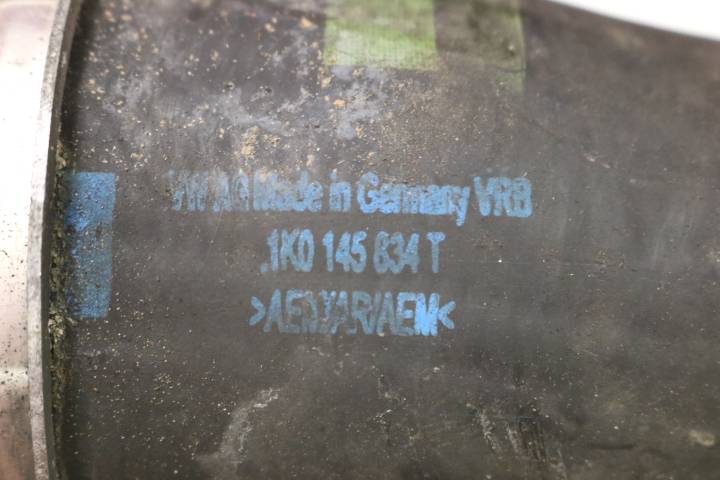 VW AG Made in Germany VRB
1K0 145 834 T
>AEM/AR/AEM<